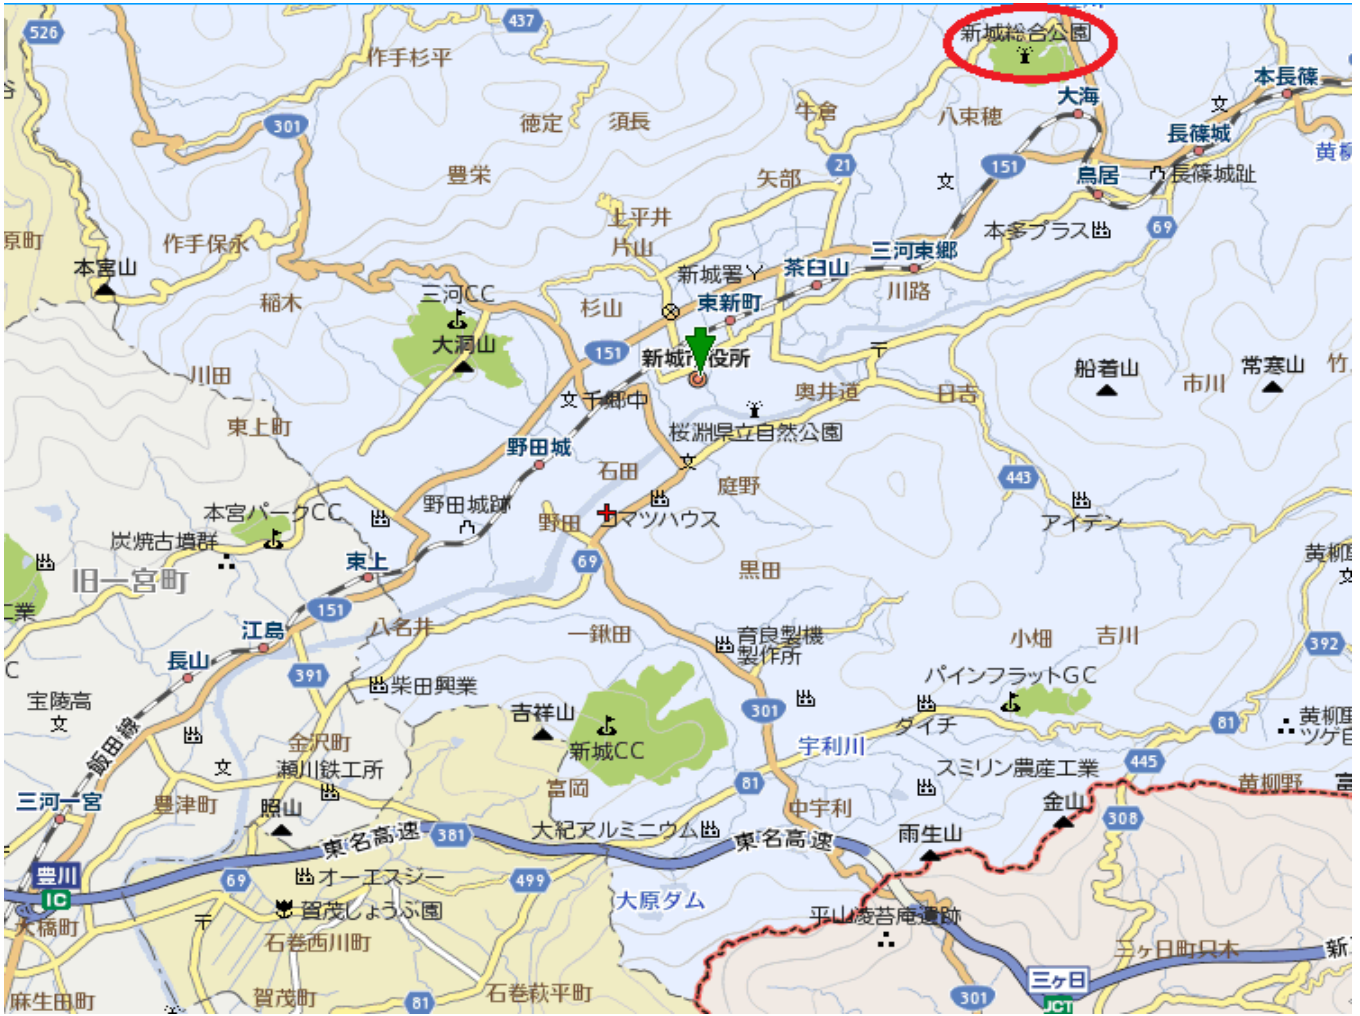 526
437
作手杉平
新城総合公園
本長篠
大海
牛倉
八束穂
徳定
須長
301
長篠城
豊栄
矢部
21
151
鳥居
長篠城趾
上平井
片山
69
原町
作手保永
本多プラス
本宮山
新城署
茶臼山
三河東郷
稲木
三河CC
杉山
東新町
川路
大洞山
151
新城市役所
船着山
常寒山
市川
川田
千郷中
奥井道
日吉
東上町
桜淵県立自然公園
野田城
石田
庭野
443
本宮パークCC
野田城跡
野田
コマツハウス
アイデン
炭焼古墳群
東上
69
旧一宮町
黒田
151
八名井
一鍬田
江島
育良製機
製作所
小畑
吉川
392
長山
391
柴田興業
パインフラットGC
宝陵高
吉祥山
301
ダイチ
81
金沢町
新城CC
宇利川
飯田線
瀬川鉄工所
445
スミリン農産工業
黄柳野
三河一宮
豊津町
照山
富岡
81
中宇利
金山
308
東名高速
381
大紀アルミニウム
東名高速
雨生山
豊川
IC
69
オーエスシー
499
大原ダム
大橋町
賀茂しょうぶ園
平山淩苔庵遺跡
石巻西川町
三ヶ日町只木
麻生田町
賀茂町
81
石巻萩平町
301
三ヶ日
JCT